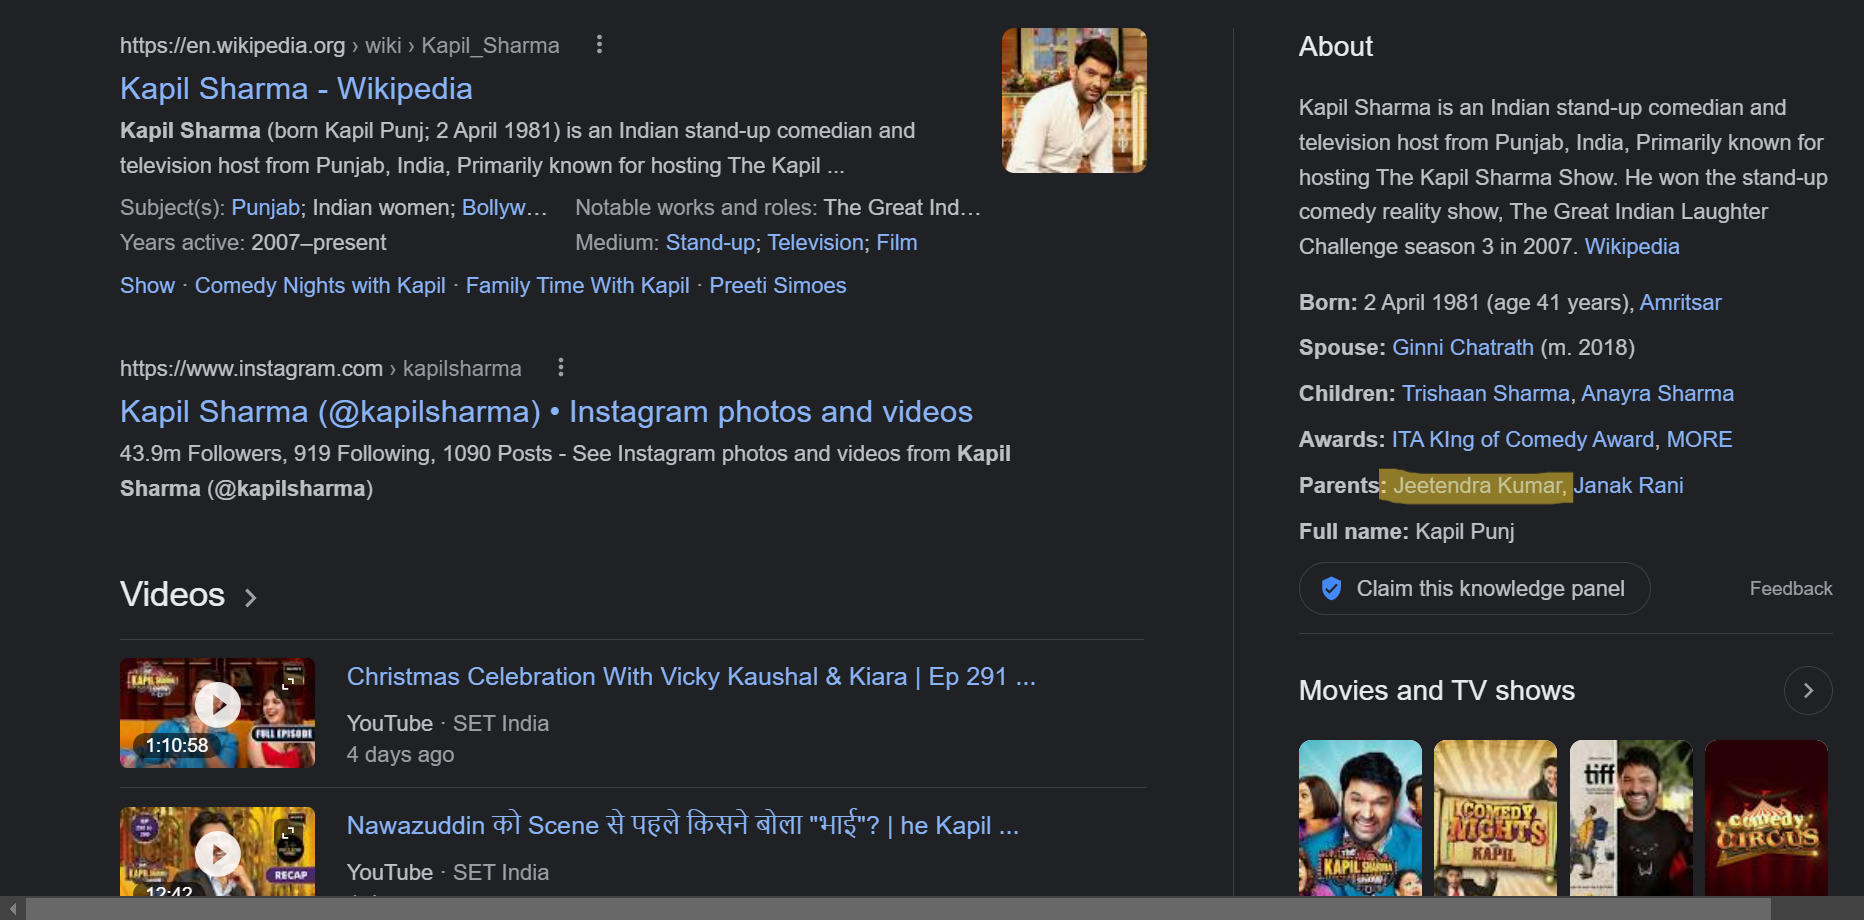 https://en.wikipedia.org › wiki › Kapil_Sharma
Kapil Sharma - Wikipedia
Kapil Sharma (born Kapil Punj; 2 April 1981) is an Indian stand-up comedian and
television host from Punjab, India, Primarily known for hosting The Kapil ...
Subject(s): Punjab; Indian women; Bollyw...
Notable works and roles: The Great Ind...
Years active: 2007–present
Medium: Stand-up; Television; Film
Show · Comedy Nights with Kapil · Family Time With Kapil · Preeti Simoes
https://www.instagram.com › kapilsharma
Kapil Sharma (@kapilsharma) • Instagram photos and videos
43.9m Followers, 919 Following, 1090 Posts - See Instagram photos and videos from Kapil
Sharma (@kapilsharma)
Videos
THE
KAPIL SHARMA
1:10:58
FULL EPISODE
Christmas Celebration With Vicky Kaushal & Kiara | Ep 291 ...
YouTube · SET India
4 days ago
KAPIL SHARMA
RECAP
12:42
Nawazuddin को Scene से पहले किसने बोला "भाई"? | he Kapil ...
YouTube · SET India
About
Kapil Sharma is an Indian stand-up comedian and
television host from Punjab, India, Primarily known for
hosting The Kapil Sharma Show. He won the stand-up
comedy reality show, The Great Indian Laughter
Challenge season 3 in 2007. Wikipedia
Born: 2 April 1981 (age 41 years), Amritsar
Spouse: Ginni Chatrath (m. 2018)
Children: Trishaan Sharma, Anayra Sharma
Awards: ITA KIng of Comedy Award, MORE
Parents: Jeetendra Kumar, Janak Rani
Full name: Kapil Punj
Claim this knowledge panel
Feedback
Movies and TV shows
THE
KAPIL SHARMA
SHOW
COMEDY
NIGHTS
with
KAPIL
tiff
Comedy
CIRCUS